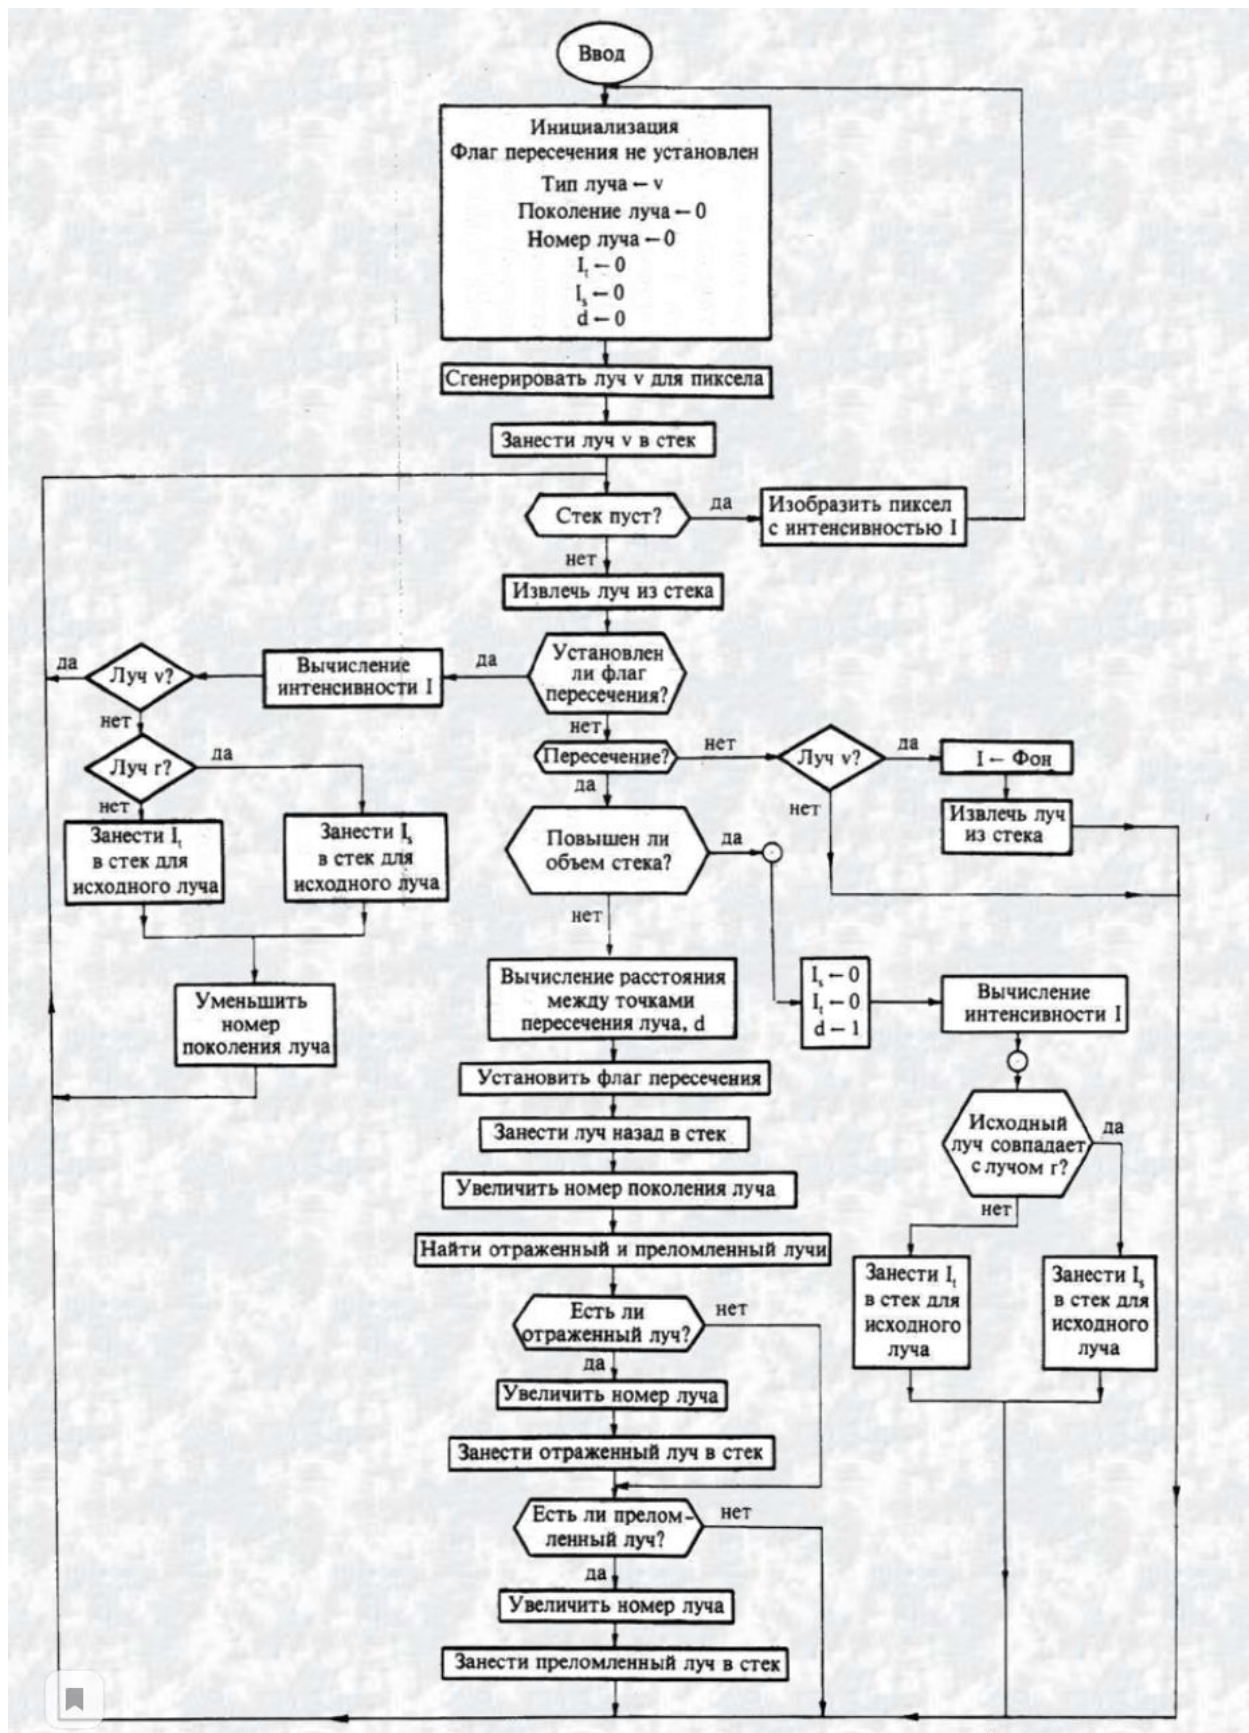 Ввод
Инициализация
Флаг пересечения не установлен
Тип луча ← v
Поколение луча ← 0
Номер луча ← 0
I_t ← 0
I_s ← 0
d ← 0
Сгенерировать луч v для пиксела
Занести луч v в стек
Стек пуст?
да
Изобразить пиксел
с интенсивностью I
нет
Извлечь луч из стека
Установлен
ли флаг
пересечения?
да
Вычисление
интенсивности I
Луч v?
да
нет
Луч r?
да
нет
Занести I_t
в стек для
исходного луча
Занести I_s
в стек для
исходного луча
Уменьшить
номер
поколения луча
нет
Пересечение?
нет
Луч v?
да
I ← Фон
Извлечь луч
из стека
нет
да
Повышен ли
объем стека?
да
I_s ← 0
I_t ← 0
d ← 1
Вычисление
интенсивности I
Исходный
луч совпадает
с лучом r?
да
нет
Занести I_t
в стек для
исходного
луча
Занести I_s
в стек для
исходного
луча
нет
Вычисление расстояния
между точками
пересечения луча, d
Установить флаг пересечения
Занести луч назад в стек
Увеличить номер поколения луча
Найти отраженный и преломленный лучи
Есть ли
отраженный луч?
нет
да
Увеличить номер луча
Занести отраженный луч в стек
Есть ли прелом-
ленный луч?
нет
да
Увеличить номер луча
Занести преломленный луч в стек